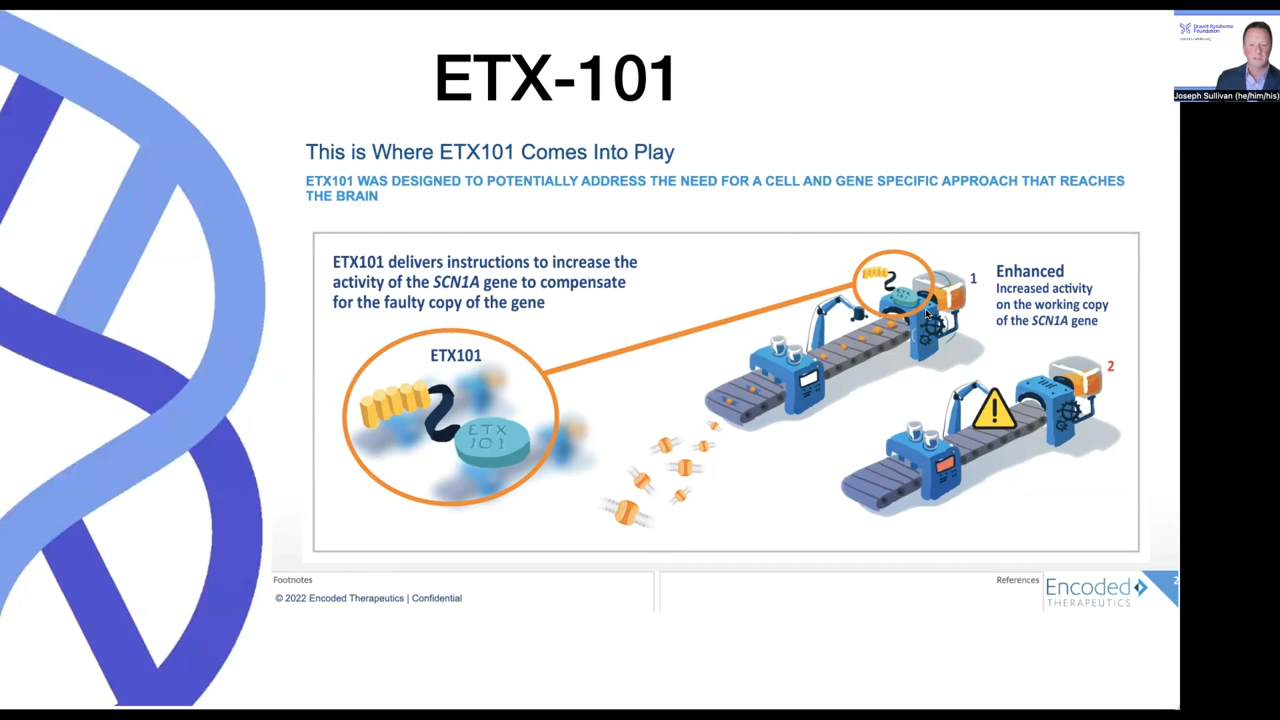 ETX-101
Dravet Syndrome
Foundation
Joseph Sullivan (he/him/his)
This is Where ETX101 Comes Into Play
ETX101 WAS DESIGNED TO POTENTIALLY ADDRESS THE NEED FOR A CELL AND GENE SPECIFIC APPROACH THAT REACHES
THE BRAIN
ETX101 delivers instructions to increase the
activity of the SCN1A gene to compensate
for the faulty copy of the gene
ETX101
ETX
101
1
Enhanced
Increased activity
on the working copy
of the SCN1A gene
2
Footnotes
© 2022 Encoded Therapeutics | Confidential
References
Encoded
THERAPEUTICS
2